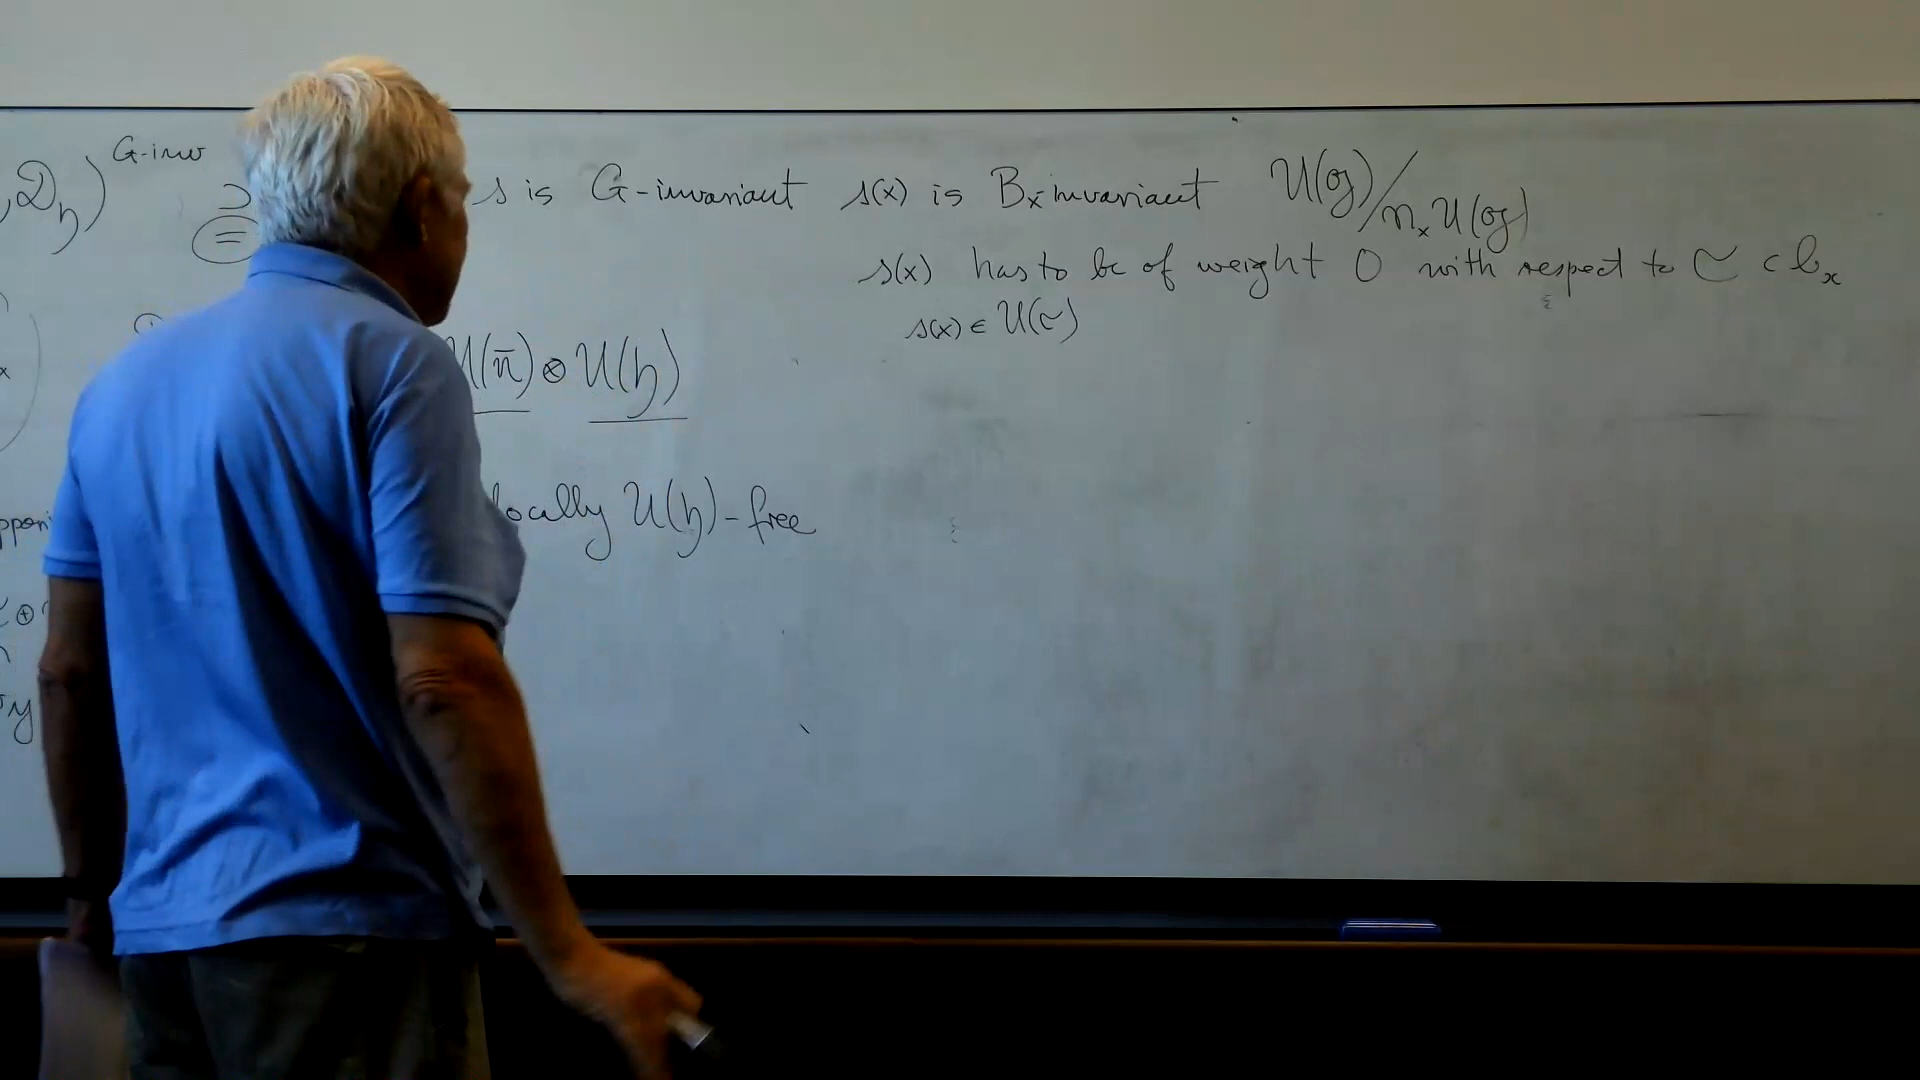 , 𝒟_𝔥)^{G-inv}
⊃
=
s is G-invariant s(x) is B_x-invariant 𝒰(𝔤)/𝔫_x 𝒰(𝔤)
s(x) has to be of weight 0 with respect to 𝔠 ⊂ 𝔟_x
s(x) ∈ 𝒰(𝔠)
𝒰(𝔫̄) ⊗ 𝒰(𝔥)
locally 𝒰(𝔥)-free
⊕
y